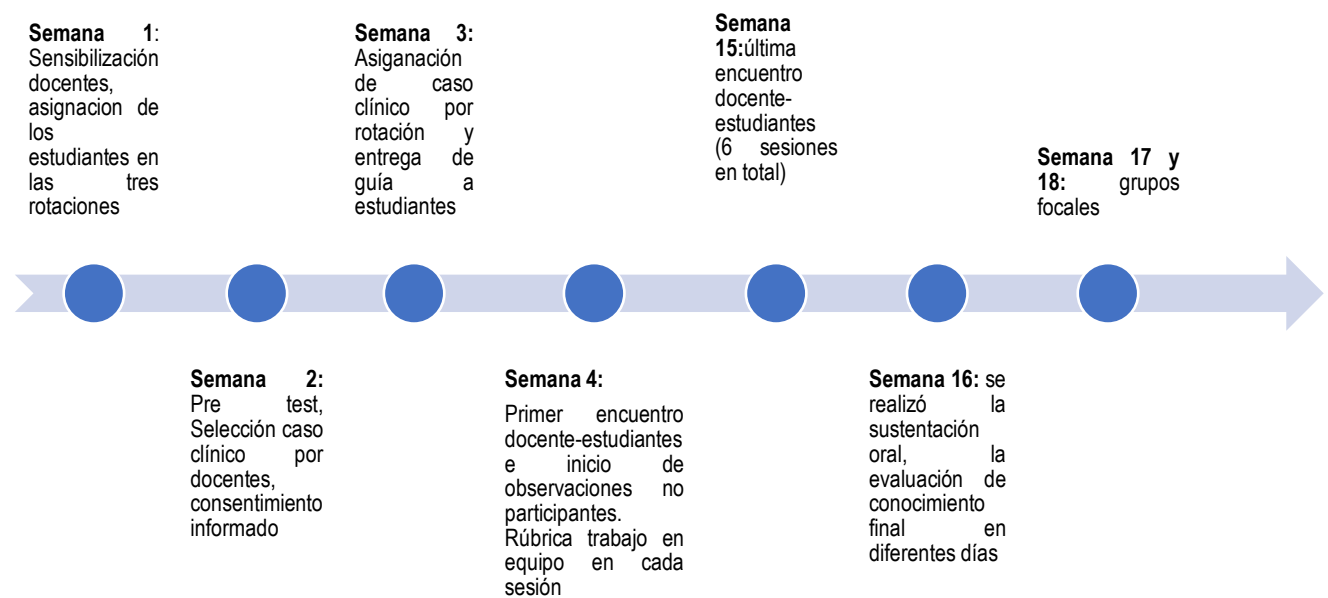 Semana 1:
Sensibilización
docentes,
asignacion de
los
estudiantes en
las tres
rotaciones
Semana 2:
Pre test,
Selección caso
clínico por
docentes,
consentimiento
informado
Semana 3:
Asiganación
de caso
clínico por
rotación y
entrega de
guía a
estudiantes
Semana 4:
Primer encuentro
docente-estudiantes
e inicio de
observaciones no
participantes.
Rúbrica trabajo en
equipo en cada
sesión
Semana
15:última
encuentro
docente-
estudiantes
(6 sesiones
en total)
Semana 16: se
realizó la
sustentación
oral, la
evaluación de
conocimiento
final en
diferentes días
Semana 17 y
18: grupos
focales